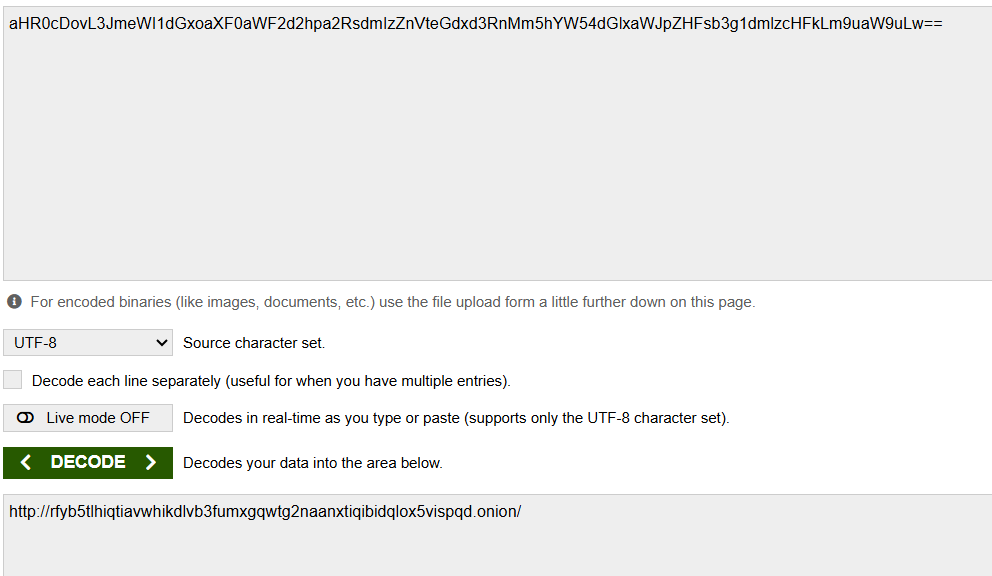 aHR0cDovL3JmeWI1dGxoaXF0aWF2d2hpa2RsdmIzZnVteGdxd3RnMm5hYW54dGlxaWJpZHFsb3g1dmlzcHFkLm9uaW9uLw==
For encoded binaries (like images, documents, etc.) use the file upload form a little further down on this page.
UTF-8 Source character set.
Decode each line separately (useful for when you have multiple entries).
Live mode OFF Decodes in real-time as you type or paste (supports only the UTF-8 character set).
< DECODE > Decodes your data into the area below.
http://rfyb5tlhiqtiavwhikdlvb3fumxgqwtg2naanxtiqibidqlox5vispqd.onion/